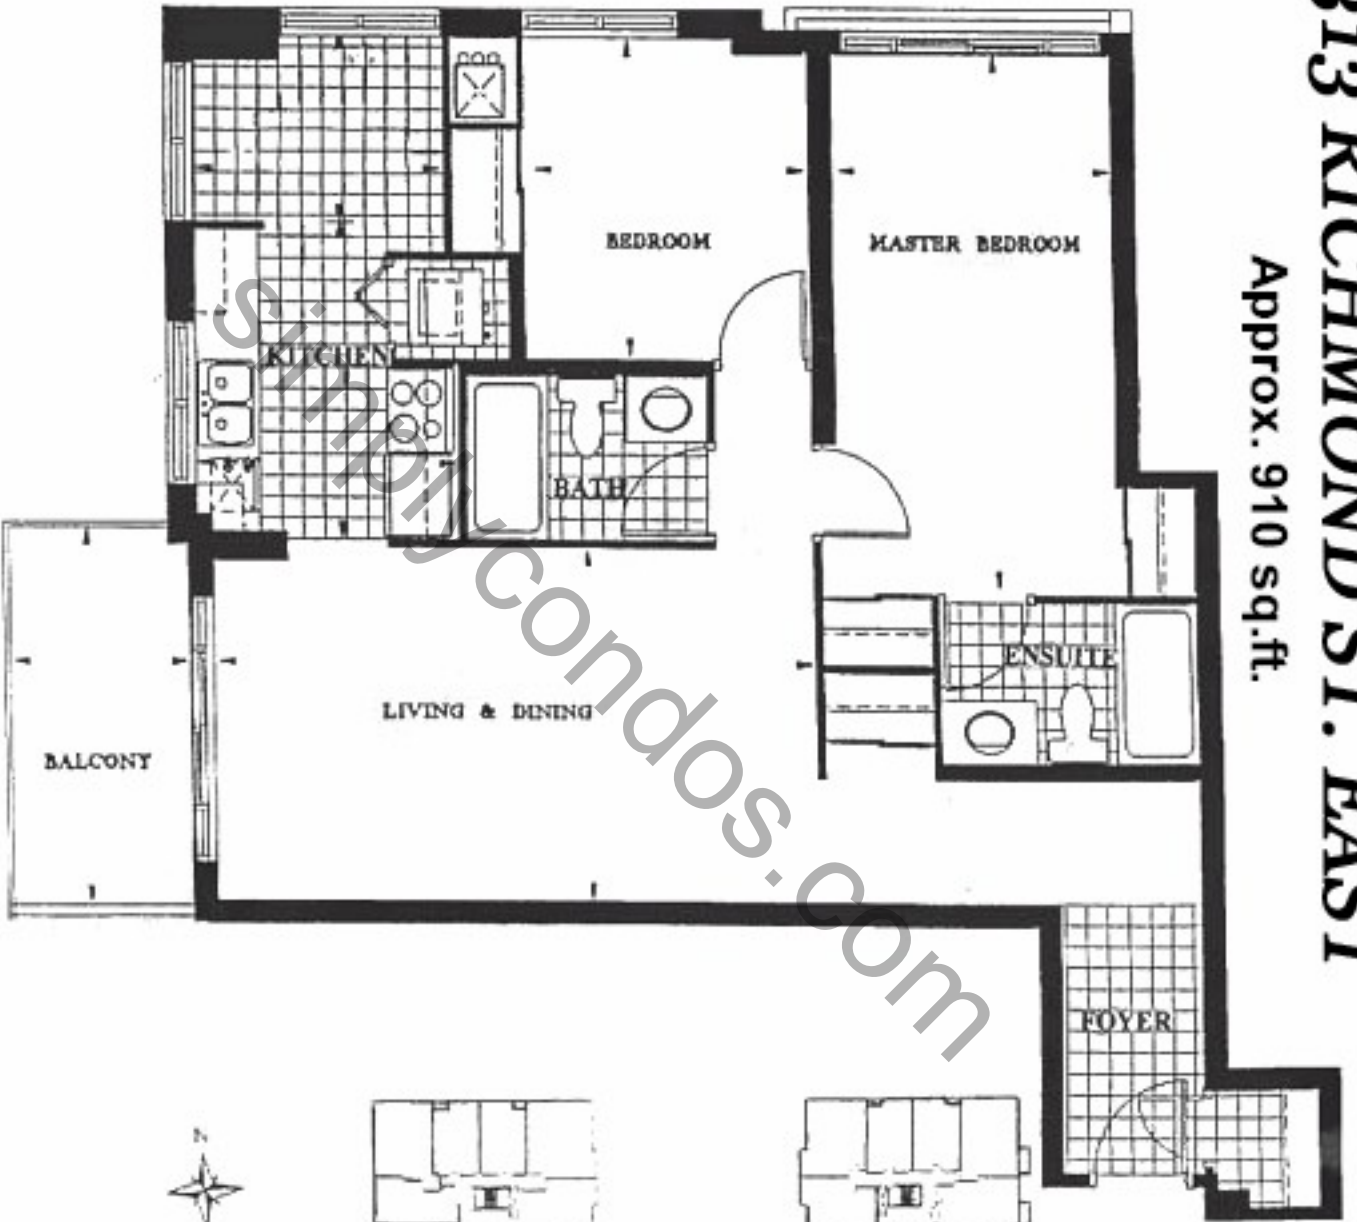 BEDROOM
MASTER BEDROOM
KITCHEN
BATH
ENSUITE
LIVING & DINING
BALCONY
FOYER
N
313 RICHMOND ST. EAST
Approx. 910 sq.ft.
simplycondos.com